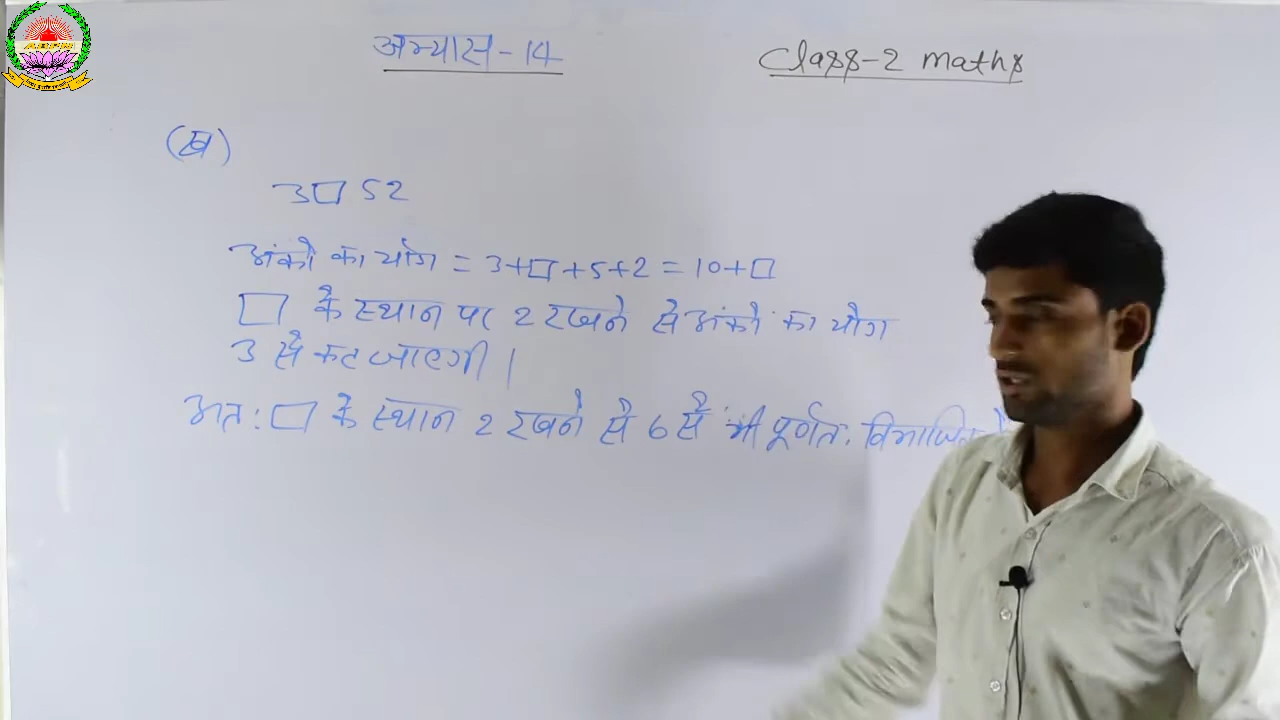 अभ्यास - 14
Class-2 maths
(ख)
3□52
अंको का योग = 3+□+5+2 = 10+□
□ के स्थान पर 2 रखने से अंको का योग
3 से कट जाएगी।
अतः □ के स्थान 2 रखने से 6 से भी पूर्णतः विभाजित